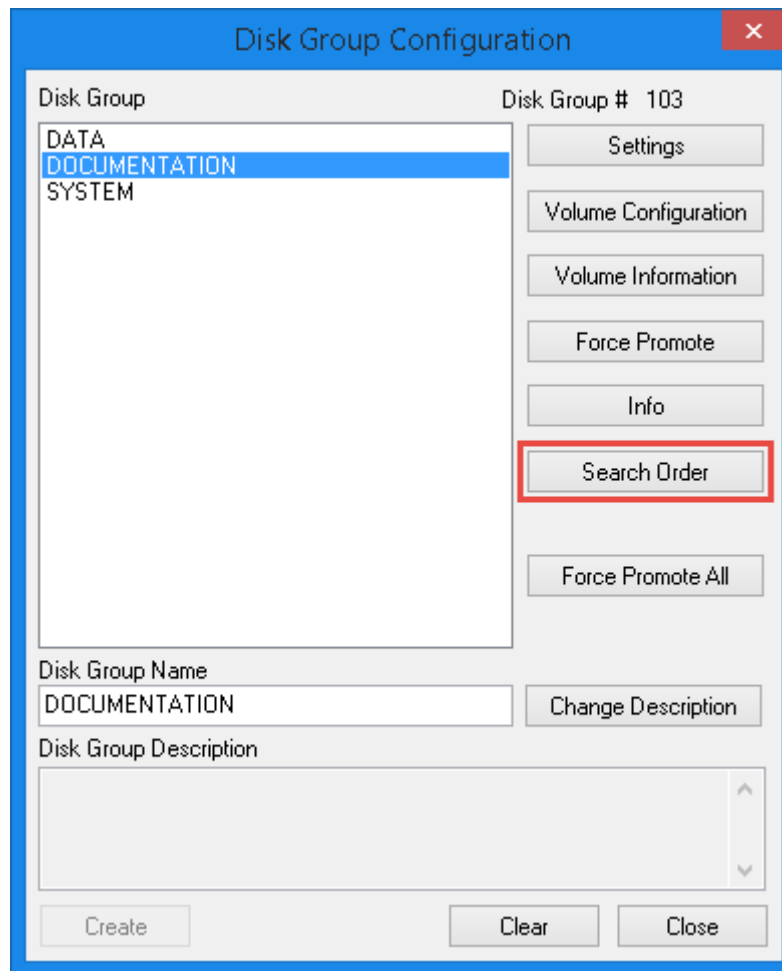 Disk Group Configuration
Disk Group
Disk Group # 103
DATA
DOCUMENTATION
SYSTEM
Settings
Volume Configuration
Volume Information
Force Promote
Info
Search Order
Force Promote All
Disk Group Name
DOCUMENTATION
Change Description
Disk Group Description
Create
Clear
Close